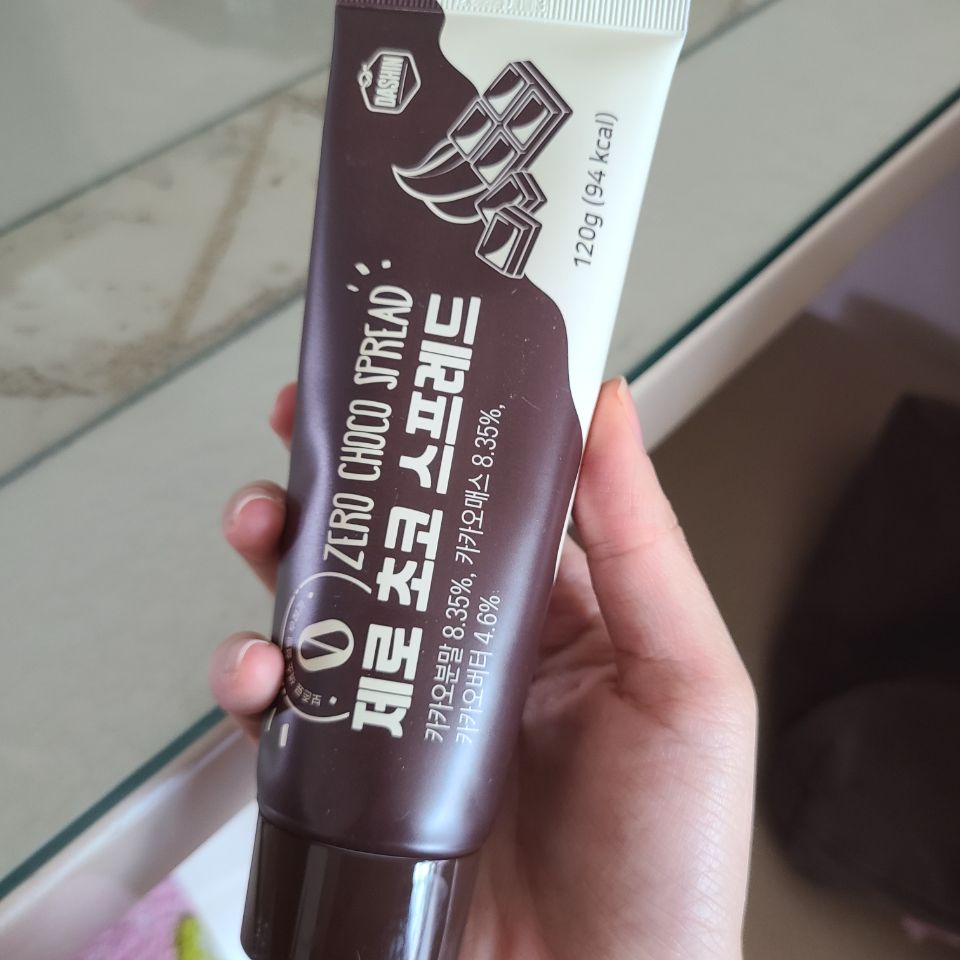 DASHIN
120g (94 kcal)
ZERO CHOCO SPREAD
0
제로 초코 스프레드
카카오분말 8.35%, 카카오매스 8.35%,
카카오버터 4.6%